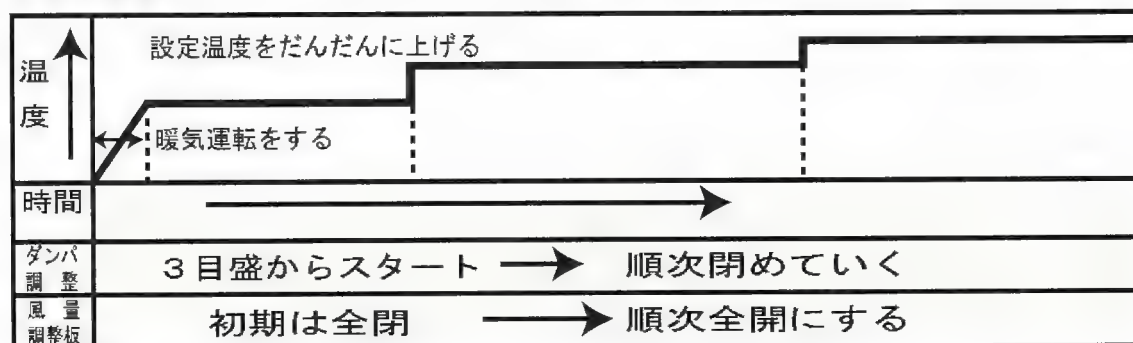 設定温度をだんだんに上げる
温度
暖気運転をする
時間
ダンパ
調整
3目盛からスタート
順次閉めていく
風量
調整板
初期は全閉
順次全開にする